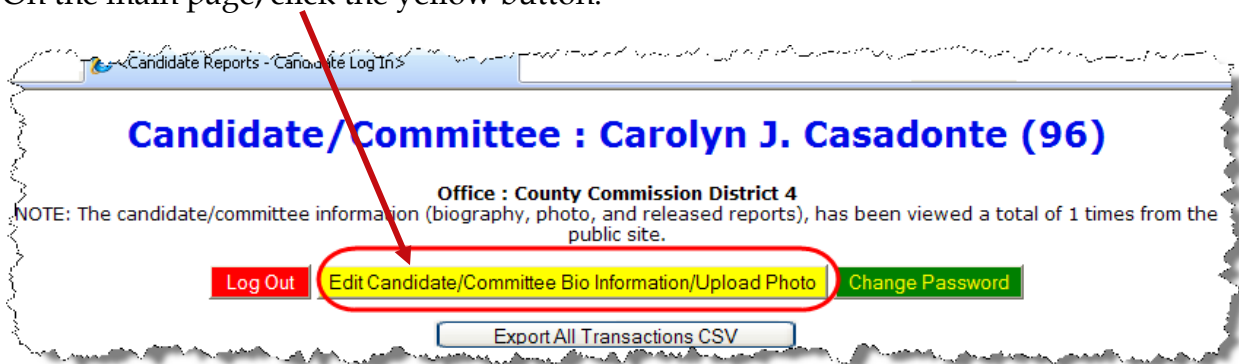 On the main page, click the yellow button.
Candidate Reports - Candidate Log In
Candidate/Committee : Carolyn J. Casadonte (96)
Office : County Commission District 4
NOTE: The candidate/committee information (biography, photo, and released reports), has been viewed a total of 1 times from the
public site.
Log Out Edit Candidate/Committee Bio Information/Upload Photo Change Password
Export All Transactions CSV